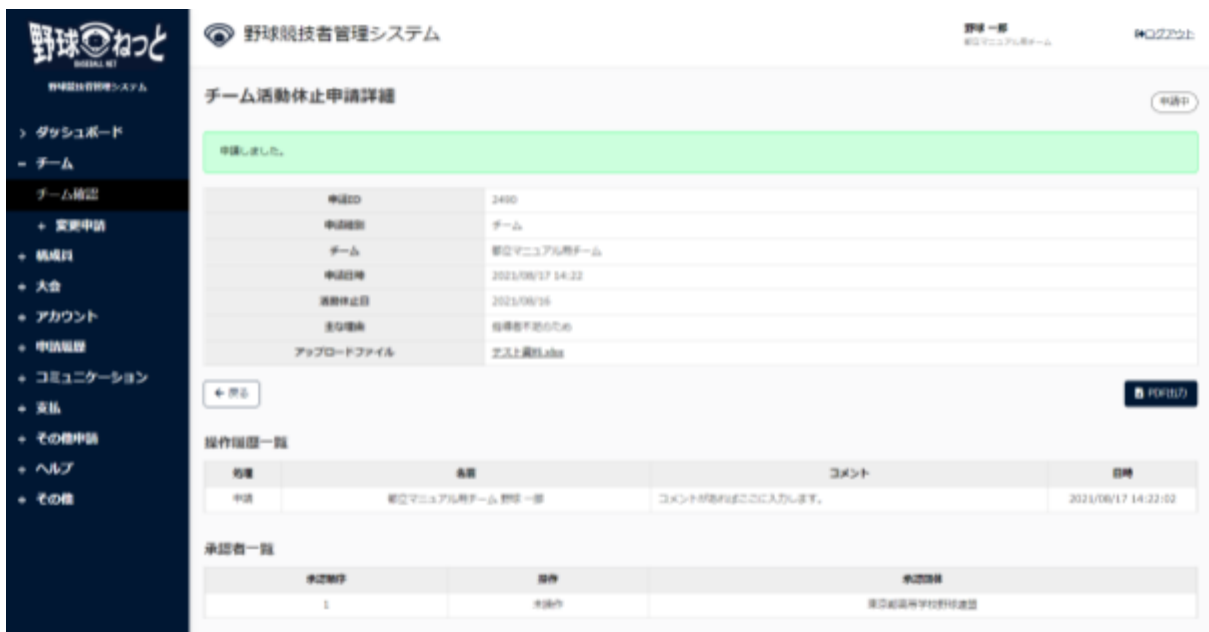 野球ねっと
BASEBALL NET
野球競技者管理システム
> ダッシュボード
- チーム
チーム確認
+ 変更申請
+ 構成員
+ 大会
+ アカウント
+ 申請履歴
+ コミュニケーション
+ 支払
+ その他申請
+ ヘルプ
+ その他
野球競技者管理システム
野球 一郎
都立マニュアル用チーム
ログアウト
チーム活動休止申請詳細
申請中
申請しました。
申請ID 2490
申請種別 チーム
チーム 都立マニュアル用チーム
申請日時 2021/08/17 14:22
活動休止日 2021/08/16
主な理由 指導者不足のため
アップロードファイル テスト資料.xlsx
戻る
PDF出力
操作履歴一覧
処理 名前 コメント 日時
申請 都立マニュアル用チーム 野球 一郎 コメントがあればここに入力します。 2021/08/17 14:22:02
承認者一覧
承認順序 操作 承認団体
1 未操作 東京都高等学校野球連盟